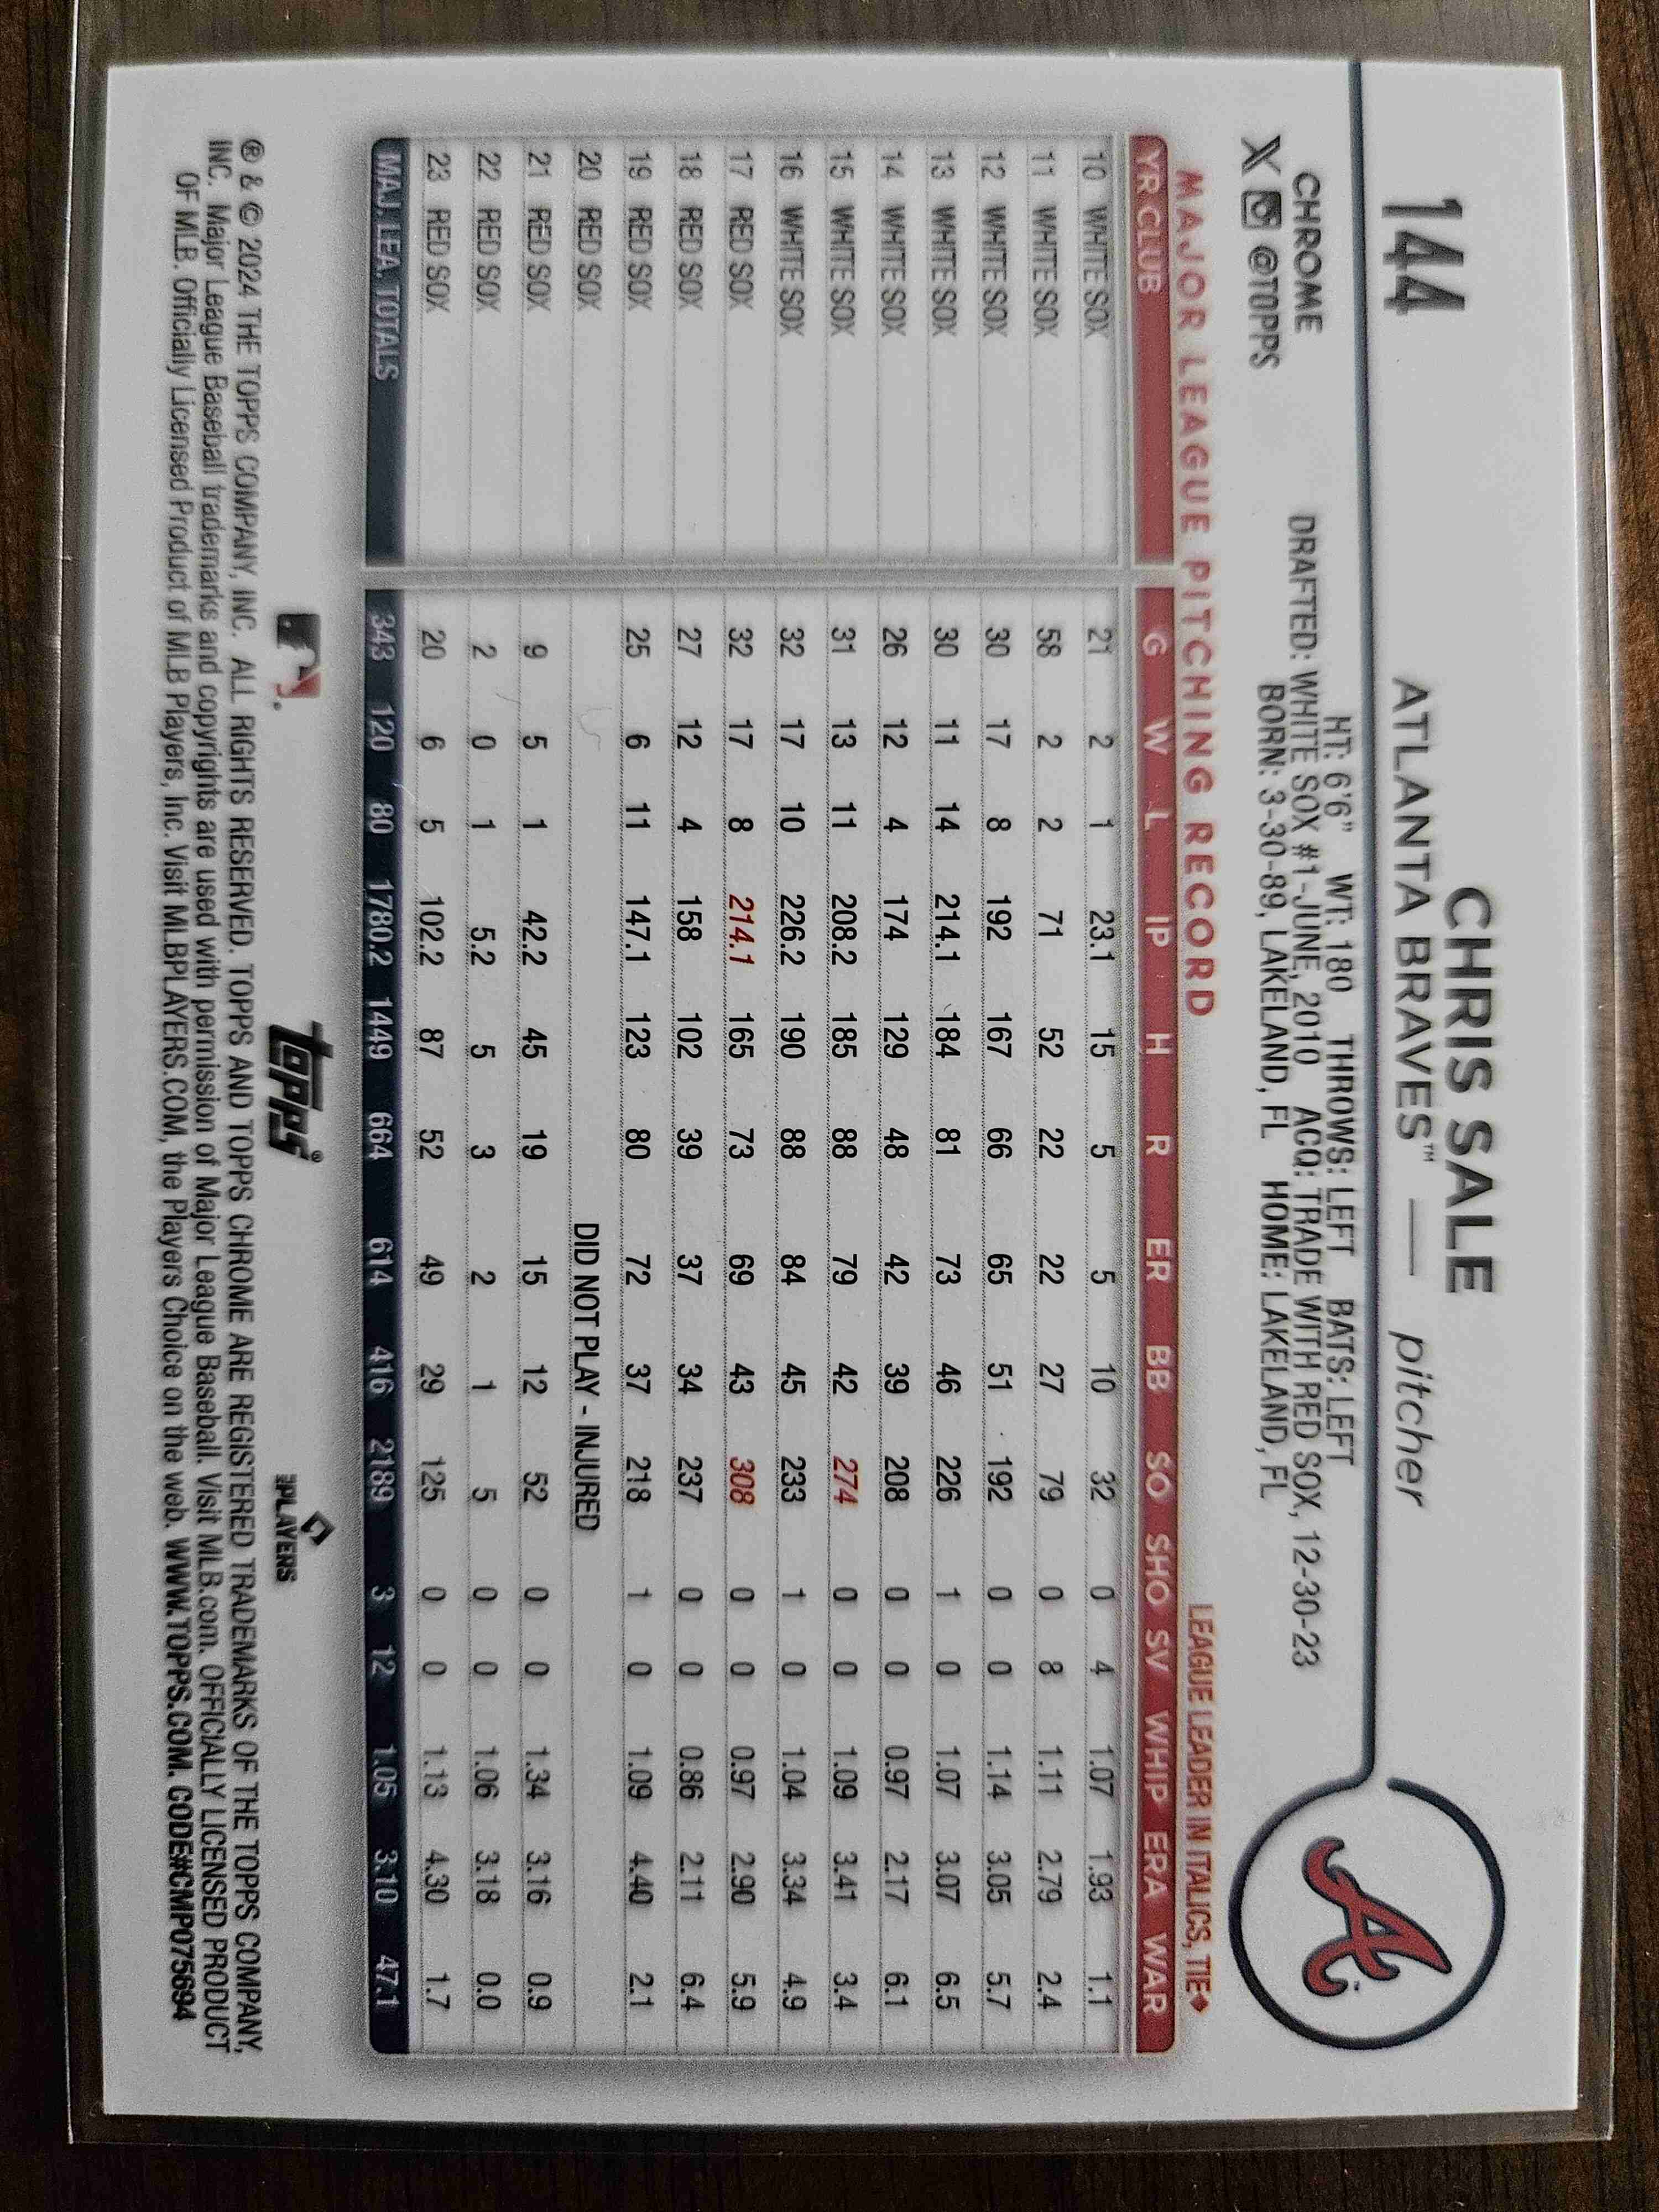 144
CHRIS SALE
ATLANTA BRAVES™ — pitcher
CHROME
X @TOPPS
HT: 6'6" WT: 180 THROWS: LEFT BATS: LEFT
DRAFTED: WHITE SOX #1-JUNE, 2010 ACQ: TRADE WITH RED SOX, 12-30-23
BORN: 3-30-89, LAKELAND, FL HOME: LAKELAND, FL
A
MAJOR LEAGUE PITCHING RECORD LEAGUE LEADER IN ITALICS, TIE◆
YR CLUB G W L IP H R ER BB SO SHO SV WHIP ERA WAR
10 WHITE SOX 21 2 1 23.1 15 5 5 10 32 0 4 1.07 1.93 1.1
11 WHITE SOX 58 2 2 71 52 22 22 27 79 0 8 1.11 2.79 2.4
12 WHITE SOX 30 17 8 192 167 66 65 51 192 0 0 1.14 3.05 5.7
13 WHITE SOX 30 11 14 214.1 184 81 73 46 226 1 0 1.07 3.07 6.5
14 WHITE SOX 26 12 4 174 129 48 42 39 208 0 0 0.97 2.17 6.1
15 WHITE SOX 31 13 11 208.2 185 88 79 42 274 0 0 1.09 3.41 3.4
16 WHITE SOX 32 17 10 226.2 190 88 84 45 233 1 0 1.04 3.34 4.9
17 RED SOX 32 17 8 214.1 165 73 69 43 308 0 0 0.97 2.90 5.9
18 RED SOX 27 12 4 158 102 39 37 34 237 0 0 0.86 2.11 6.4
19 RED SOX 25 6 11 147.1 123 80 72 37 218 1 0 1.09 4.40 2.1
20 RED SOX DID NOT PLAY - INJURED
21 RED SOX 9 5 1 42.2 45 19 15 12 52 0 0 1.34 3.16 0.9
22 RED SOX 2 0 1 5.2 5 3 2 1 5 0 0 1.06 3.18 0.0
23 RED SOX 20 6 5 102.2 87 52 49 29 125 0 0 1.13 4.30 1.7
MAJ. LEA. TOTALS 343 120 80 1780.2 1449 664 614 416 2189 3 12 1.05 3.10 47.1
topps®
PLAYERS
® & © 2024 THE TOPPS COMPANY, INC. ALL RIGHTS RESERVED. TOPPS AND TOPPS CHROME ARE REGISTERED TRADEMARKS OF THE TOPPS COMPANY,
INC. Major League Baseball trademarks and copyrights are used with permission of Major League Baseball. Visit MLB.com. OFFICIALLY LICENSED PRODUCT
OF MLB. Officially Licensed Product of MLB Players, Inc. Visit MLBPLAYERS.COM, the Players Choice on the web. WWW.TOPPS.COM. CODE#CMP075694